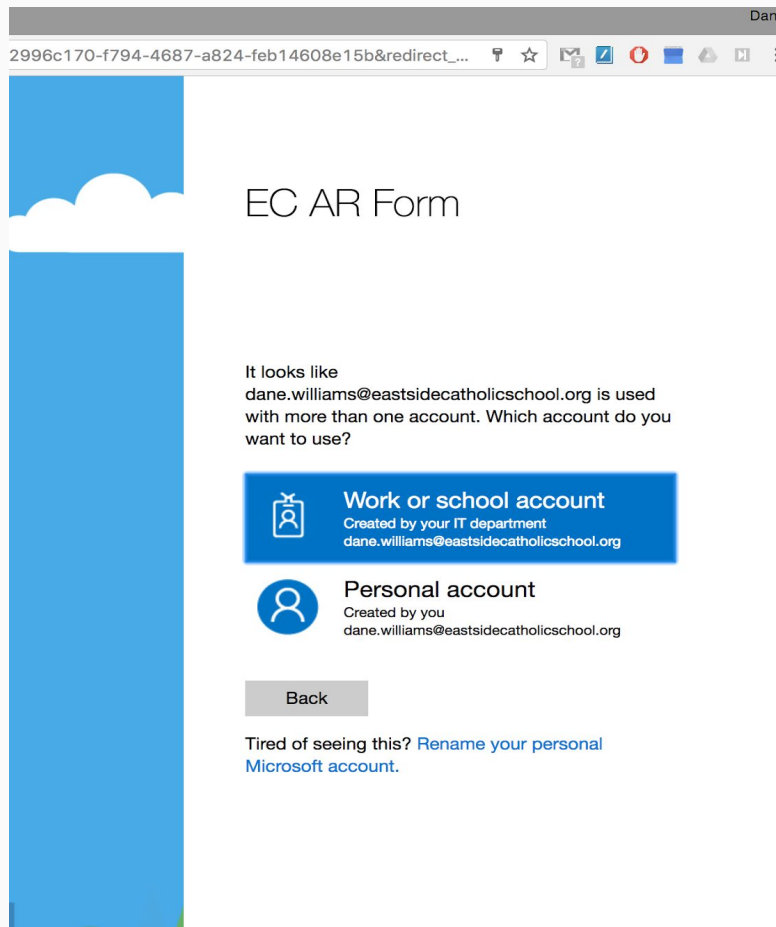 Dan
2996c170-f794-4687-a824-feb14608e15b&redirect_...
EC AR Form
It looks like
dane.williams@eastsidecatholicschool.org is used
with more than one account. Which account do you
want to use?
Work or school account
Created by your IT department
dane.williams@eastsidecatholicschool.org
Personal account
Created by you
dane.williams@eastsidecatholicschool.org
Back
Tired of seeing this? Rename your personal
Microsoft account.